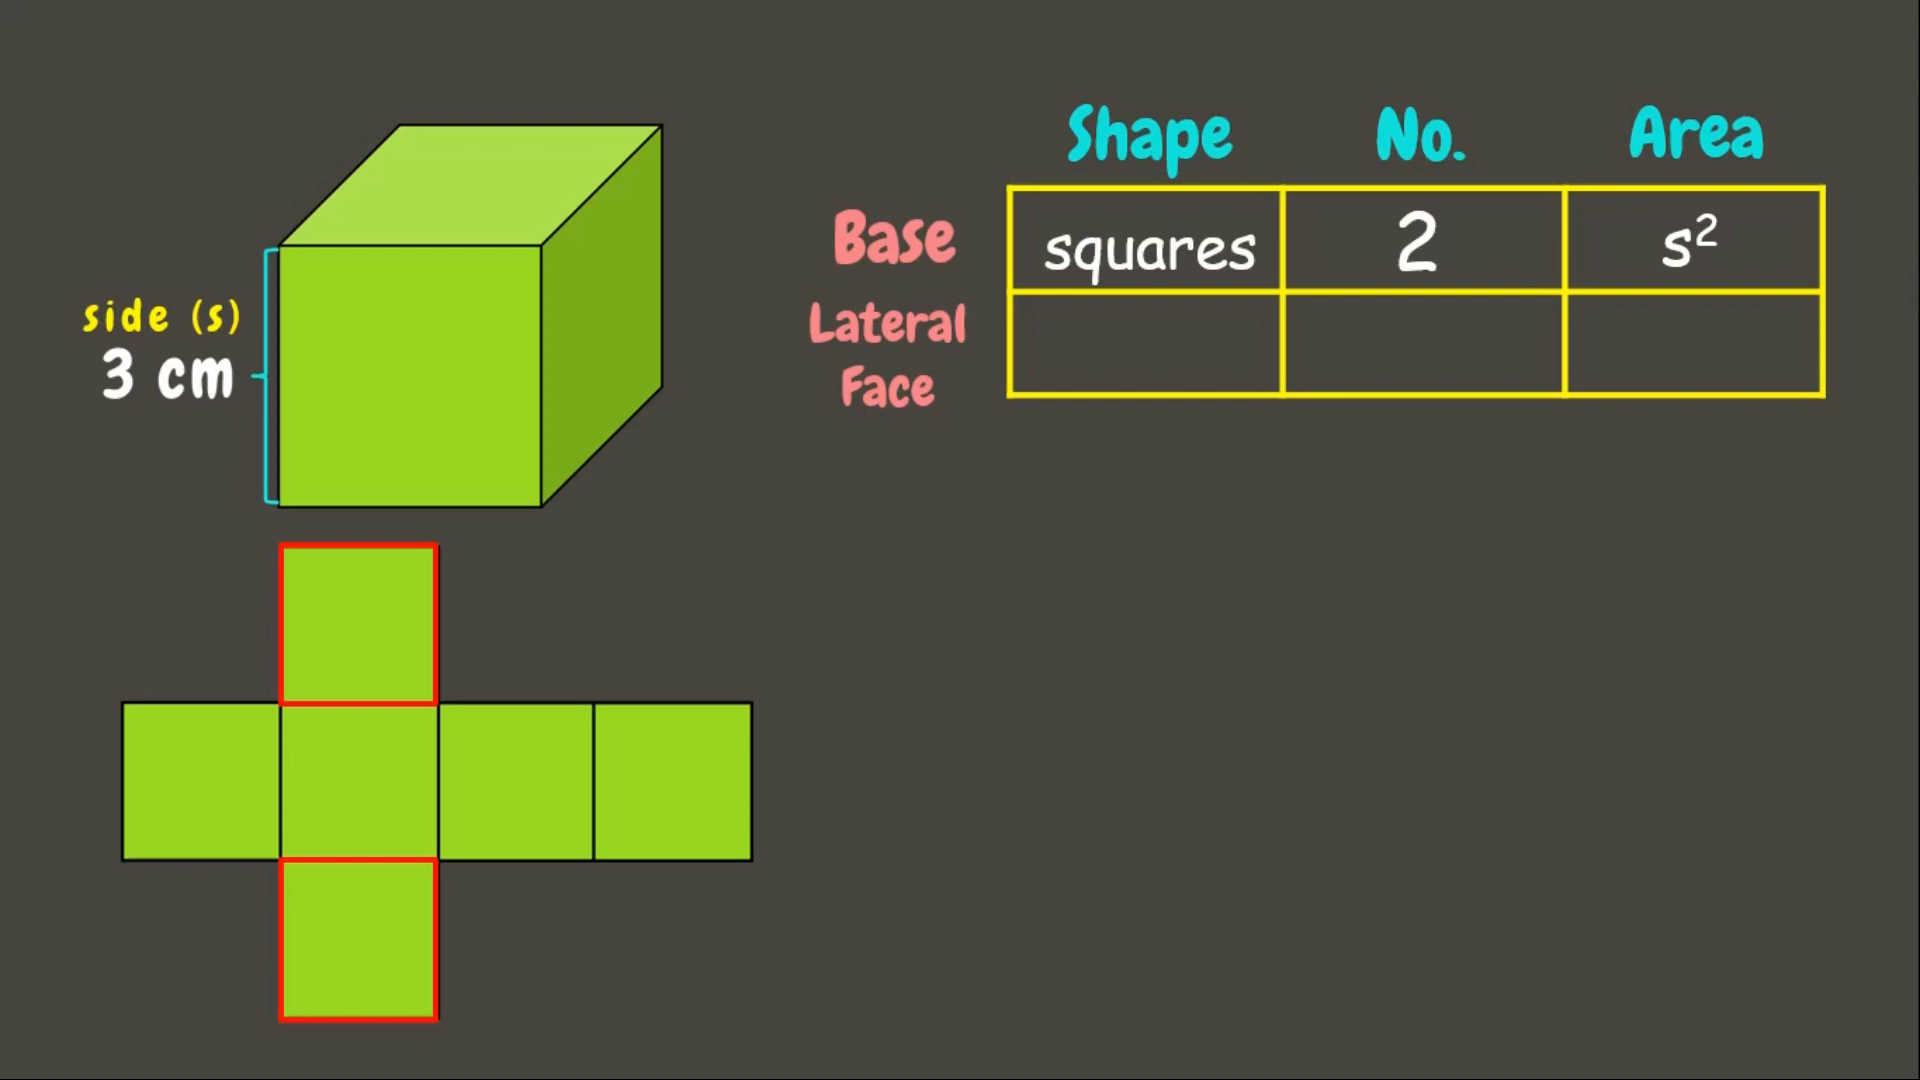 Shape No. Area
Base squares 2 s²
Lateral
Face
side (s)
3 cm